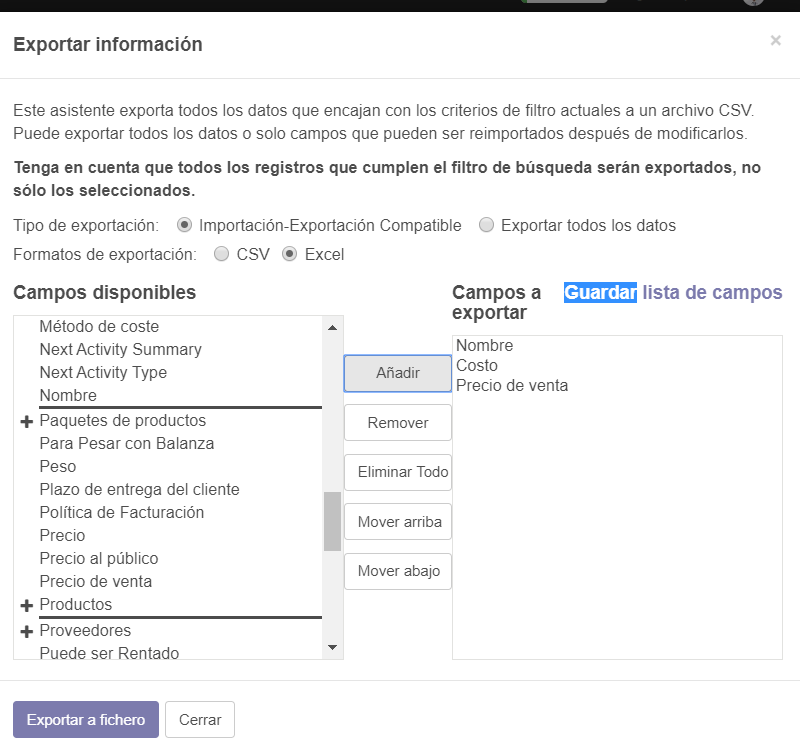 Exportar información
×
Este asistente exporta todos los datos que encajan con los criterios de filtro actuales a un archivo CSV.
Puede exportar todos los datos o solo campos que pueden ser reimportados después de modificarlos.
Tenga en cuenta que todos los registros que cumplen el filtro de búsqueda serán exportados, no
sólo los seleccionados.
Tipo de exportación: Importación-Exportación Compatible Exportar todos los datos
Formatos de exportación: CSV Excel
Campos disponibles
Método de coste
Next Activity Summary
Next Activity Type
Nombre
Paquetes de productos
Para Pesar con Balanza
Peso
Plazo de entrega del cliente
Política de Facturación
Precio
Precio al público
Precio de venta
Productos
Proveedores
Puede ser Rentado
Añadir
Remover
Eliminar Todo
Mover arriba
Mover abajo
Campos a
exportar
Guardar lista de campos
Nombre
Costo
Precio de venta
Exportar a fichero
Cerrar